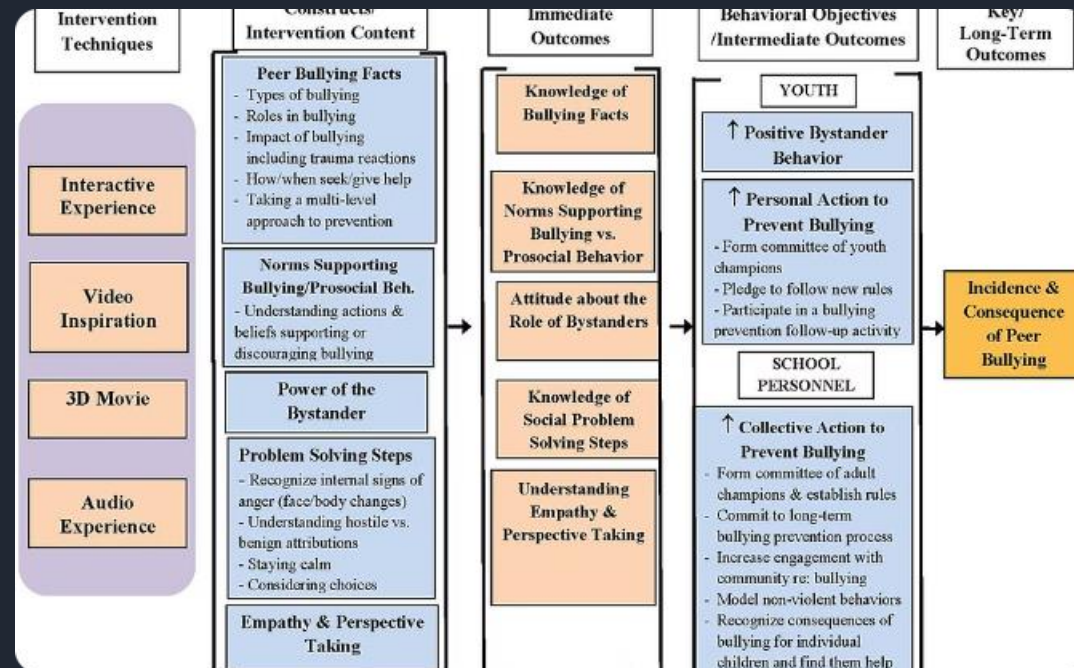 Intervention
Techniques
Interactive
Experience
Video
Inspiration
3D Movie
Audio
Experience
Constructs/
Intervention Content
Peer Bullying Facts
- Types of bullying
- Roles in bullying
- Impact of bullying
including trauma reactions
- How/when seek/give help
- Taking a multi-level
approach to prevention
Norms Supporting
Bullying/Prosocial Beh.
- Understanding actions &
beliefs supporting or
discouraging bullying
Power of the
Bystander
Problem Solving Steps
- Recognize internal signs of
anger (face/body changes)
- Understanding hostile vs.
benign attributions
- Staying calm
- Considering choices
Empathy & Perspective
Taking
Immediate
Outcomes
Knowledge of
Bullying Facts
Knowledge of
Norms Supporting
Bullying vs.
Prosocial Behavior
Attitude about the
Role of Bystanders
Knowledge of
Social Problem
Solving Steps
Understanding
Empathy &
Perspective Taking
Behavioral Objectives
/Intermediate Outcomes
YOUTH
↑ Positive Bystander
Behavior
↑ Personal Action to
Prevent Bullying
- Form committee of youth
champions
- Pledge to follow new rules
- Participate in a bullying
prevention follow-up activity
SCHOOL
PERSONNEL
↑ Collective Action to
Prevent Bullying
- Form committee of adult
champions & establish rules
- Commit to long-term
bullying prevention process
- Increase engagement with
community re: bullying
- Model non-violent behaviors
- Recognize consequences of
bullying for individual
children and find them help
Key/
Long-Term
Outcomes
Incidence &
Consequence
of Peer
Bullying